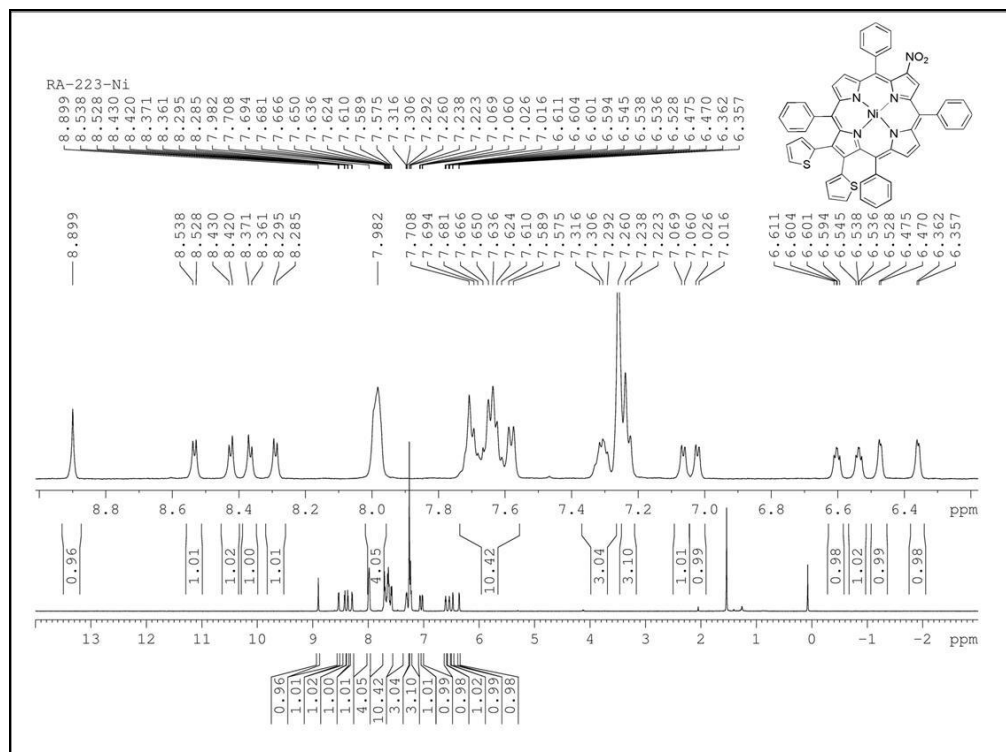 RA-223-Ni
8.899 8.538 8.528 8.430 8.420 8.371 8.361 8.295 8.285 7.982 7.708 7.694 7.681 7.666 7.650 7.636 7.624 7.610 7.589 7.575 7.316 7.306 7.292 7.260 7.238 7.223 7.069 7.060 7.026 7.016 6.611 6.604 6.601 6.594 6.545 6.538 6.536 6.528 6.475 6.470 6.362 6.357
NO2
N N Ni N N
S S
8.899 8.538 8.528 8.430 8.420 8.371 8.361 8.295 8.285 7.982 7.708 7.694 7.681 7.666 7.650 7.636 7.624 7.610 7.589 7.575 7.316 7.306 7.292 7.260 7.238 7.223 7.069 7.060 7.026 7.016 6.611 6.604 6.601 6.594 6.545 6.538 6.536 6.528 6.475 6.470 6.362 6.357
8.8 8.6 8.4 8.2 8.0 7.8 7.6 7.4 7.2 7.0 6.8 6.6 6.4 ppm
0.96 1.01 1.02 1.00 1.01 4.05 10.42 3.04 3.10 1.01 0.99 0.98 1.02 0.99 0.98
13 12 11 10 9 8 7 6 5 4 3 2 1 0 -1 -2 ppm
0.96 1.01 1.02 1.00 1.01 4.05 10.42 3.04 3.10 1.01 0.99 0.98 1.02 0.99 0.98